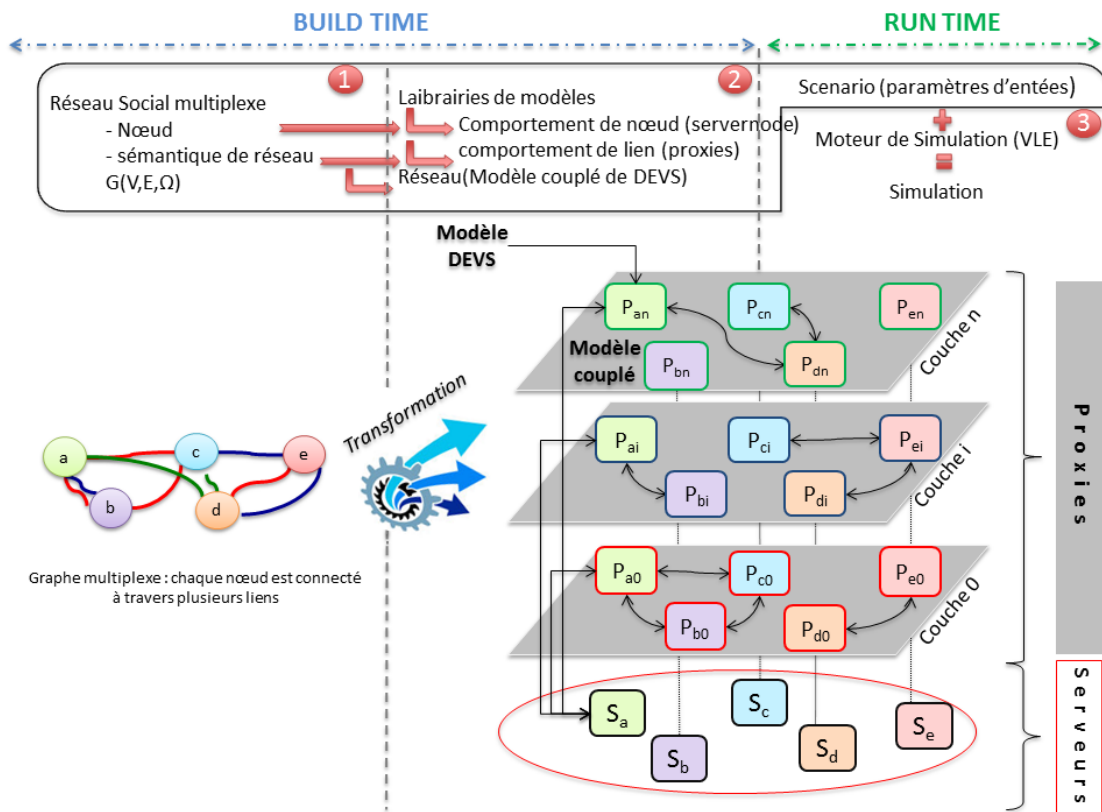 BUILD TIME
RUN TIME
1
2
3
Réseau Social multiplexe
- Nœud
- sémantique de réseau
G(V,E,Ω)
Laibrairies de modèles
Comportement de nœud (servernode)
comportement de lien (proxies)
Réseau(Modèle couplé de DEVS)
Scenario (paramètres d'entées)
Moteur de Simulation (VLE)
Simulation
Modèle
DEVS
Pan
Pcn
Pen
Modèle
couplé
Pbn
Pdn
Couche n
Transformation
Pai
Pci
Pei
Pbi
Pdi
Couche i
a
c
e
b
d
Graphe multiplexe : chaque nœud est connecté
à travers plusieurs liens
Pa0
Pc0
Pe0
Pb0
Pd0
Couche 0
Sa
Sc
Se
Sb
Sd
Proxies
Serveurs